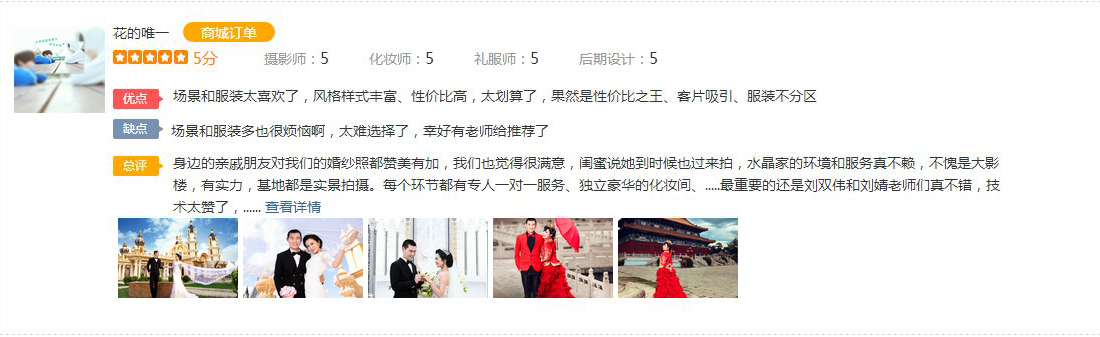 花的唯一 商城订单
5分 摄影师：5 化妆师：5 礼服师：5 后期设计：5
优点 场景和服装太喜欢了，风格样式丰富、性价比高，太划算了，果然是性价比之王、客片吸引、服装不分区
缺点 场景和服装多也很烦恼啊，太难选择了，幸好有老师给推荐了
总评 身边的亲戚朋友对我们的婚纱照都赞美有加，我们也觉得很满意，闺蜜说她到时候也过来拍，水晶家的环境和服务真不赖，不愧是大影
楼，有实力，基地都是实景拍摄。每个环节都有专人一对一服务、独立豪华的化妆间、.....最重要的还是刘双伟和刘婧老师们真不错，技
术太赞了，...... 查看详情